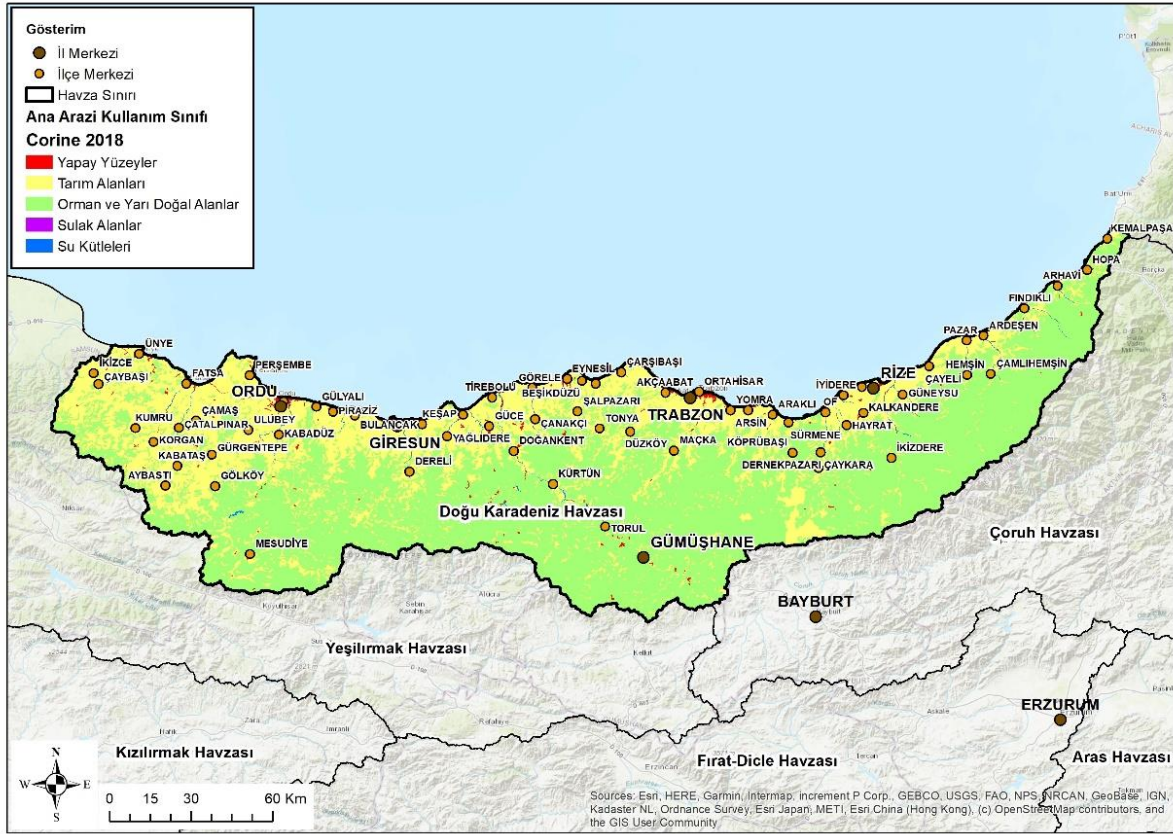 Gösterim
İl Merkezi
İlçe Merkezi
Havza Sınırı
Ana Arazi Kullanım Sınıfı
Corine 2018
Yapay Yüzeyler
Tarım Alanları
Orman ve Yarı Doğal Alanlar
Sulak Alanlar
Su Kütleleri
KEMALPAŞA
HOPA
ARHAVİ
FINDIKLI
PAZAR
ARDEŞEN
HEMŞİN
ÇAMLIHEMŞİN
ÇAYELİ
RİZE
GÜNEYSU
İYİDERE
KALKANDERE
OF
HAYRAT
İKİZDERE
ÜNYE
İKİZCE
ÇAYBAŞI
FATSA
PERŞEMBE
ORDU
GÜLYALI
PİRAZİZ
KUMRU
ÇAMAŞ
ÇATALPINAR
ULUBEY
KABADÜZ
KORGAN
GÜRGENTEPE
KABATAŞ
AYBASTI
GÖLKÖY
MESUDİYE
BULANCAK
GİRESUN
KEŞAP
DERELİ
YAĞLIDERE
TİREBOLU
GÜCE
DOĞANKENT
GÖRELE
EYNESİL
BEŞİKDÜZÜ
ÇARŞIBAŞI
ŞALPAZARI
ÇANAKÇI
TONYA
DÜZKÖY
AKÇAABAT
ORTAHİSAR
TRABZON
MAÇKA
YOMRA
ARSİN
ARAKLI
SÜRMENE
KÖPRÜBAŞI
DERNEKPAZARI
ÇAYKARA
KÜRTÜN
TORUL
Doğu Karadeniz Havzası
GÜMÜŞHANE
Çoruh Havzası
BAYBURT
Yeşilırmak Havzası
ERZURUM
Kızılırmak Havzası
Fırat-Dicle Havzası
Aras Havzası
N
W E
S
0 15 30 60 Km
Sources: Esri, HERE, Garmin, Intermap, increment P Corp., GEBCO, USGS, FAO, NPS, NRCAN, GeoBase, IGN,
Kadaster NL, Ordnance Survey, Esri Japan, METI, Esri China (Hong Kong), (c) OpenStreetMap contributors, and
the GIS User Community